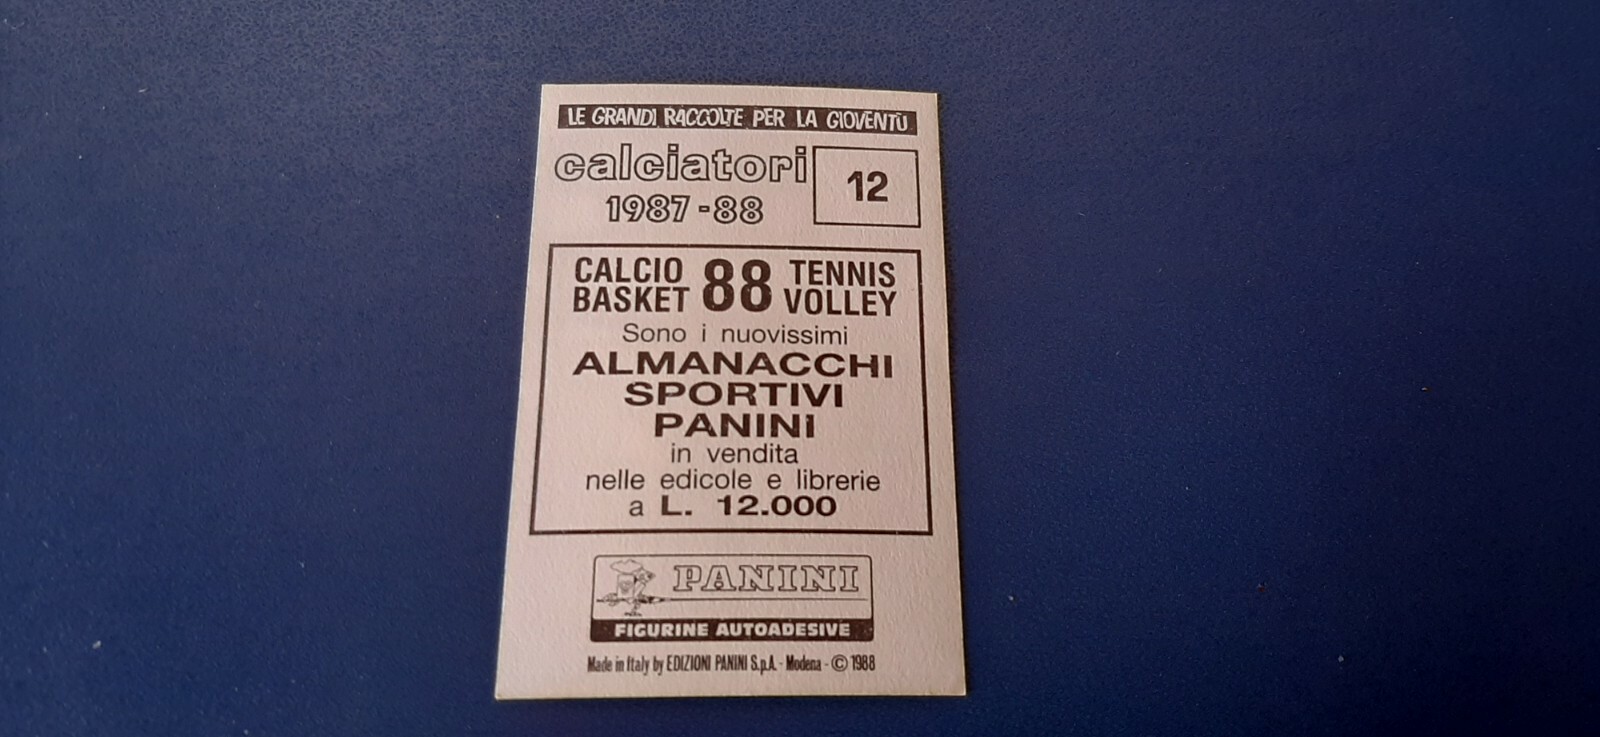 LE GRANDI RACCOLTE PER LA GIOVENTÙ
calciatori
1987-88
12
CALCIO 88 TENNIS
BASKET VOLLEY
Sono i nuovissimi
ALMANACCHI
SPORTIVI
PANINI
in vendita
nelle edicole e librerie
a L. 12.000
PANINI
FIGURINE AUTOADESIVE
Made in Italy by EDIZIONI PANINI S.p.A. - Modena - © 1988